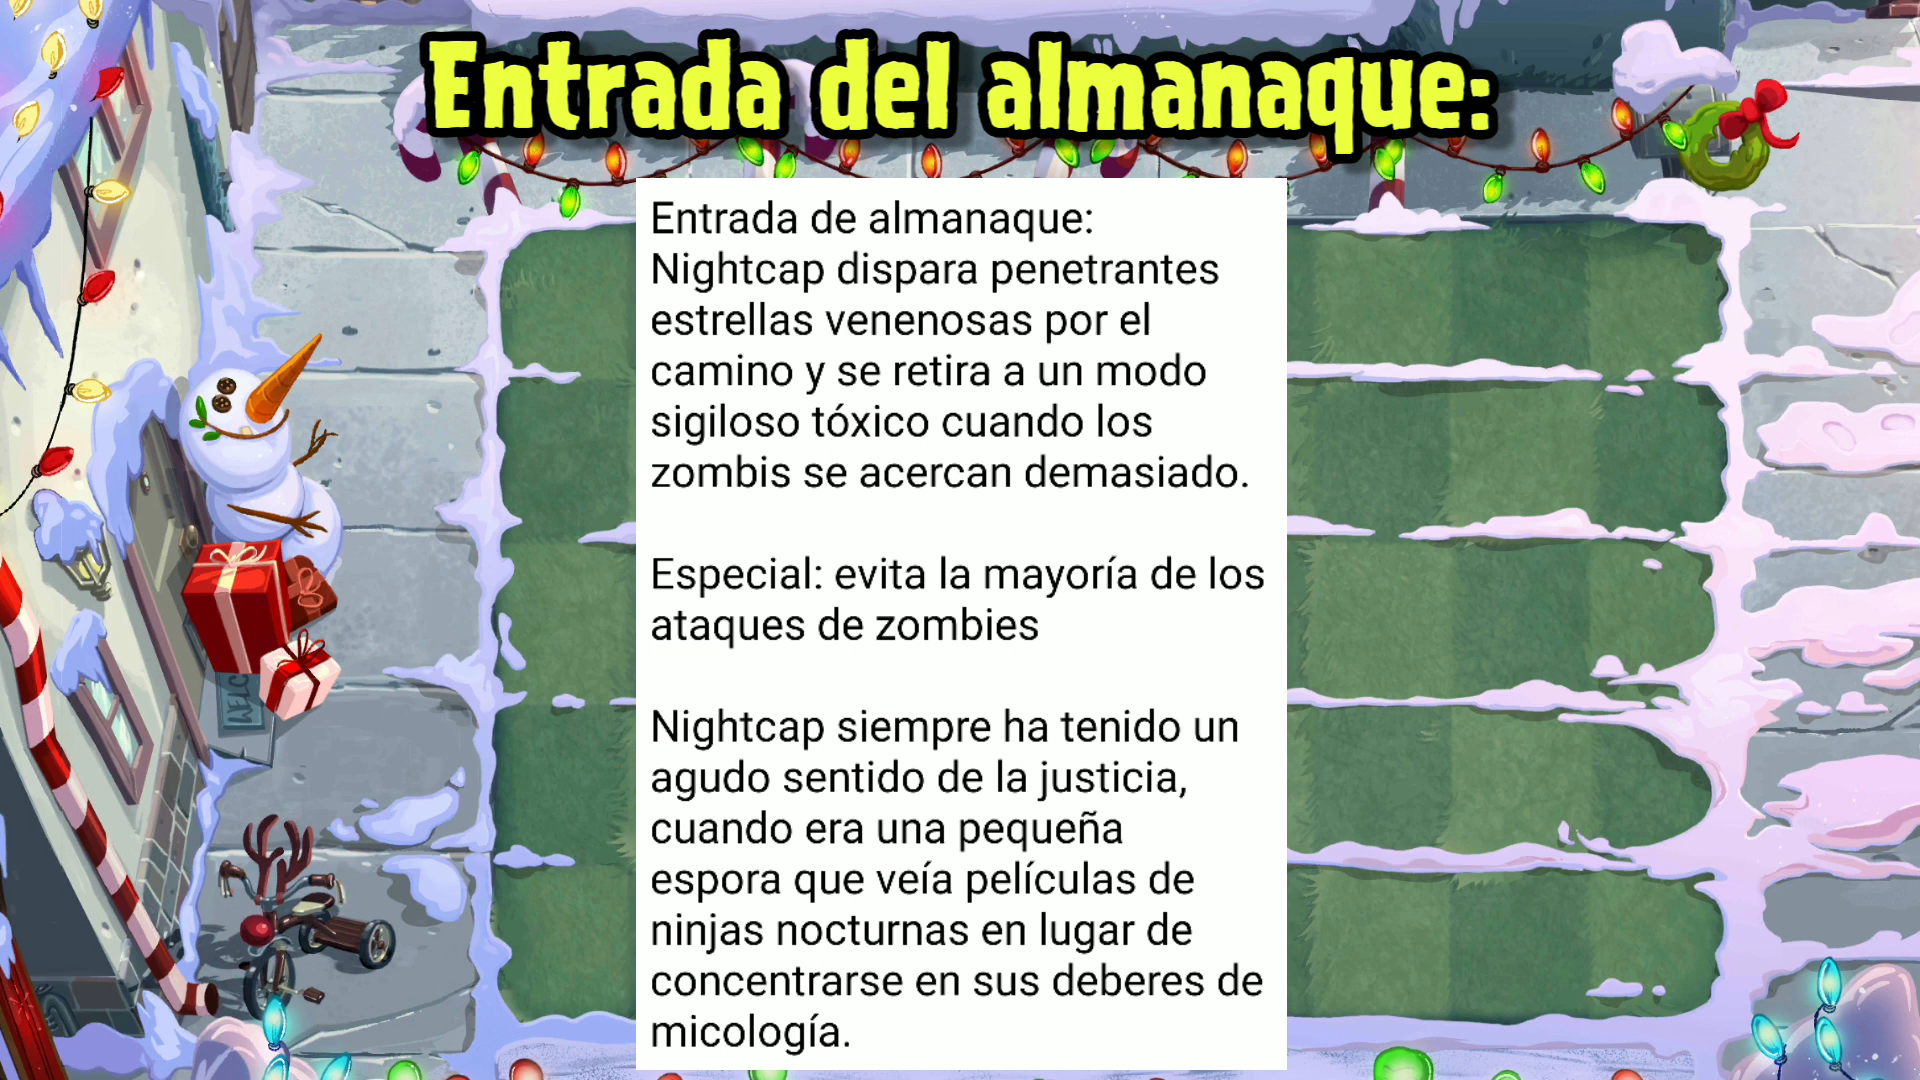 Entrada del almanaque:
Entrada de almanaque:
Nightcap dispara penetrantes
estrellas venenosas por el
camino y se retira a un modo
sigiloso tóxico cuando los
zombis se acercan demasiado.
Especial: evita la mayoría de los
ataques de zombies
Nightcap siempre ha tenido un
agudo sentido de la justicia,
cuando era una pequeña
espora que veía películas de
ninjas nocturnas en lugar de
concentrarse en sus deberes de
micología.
WELC